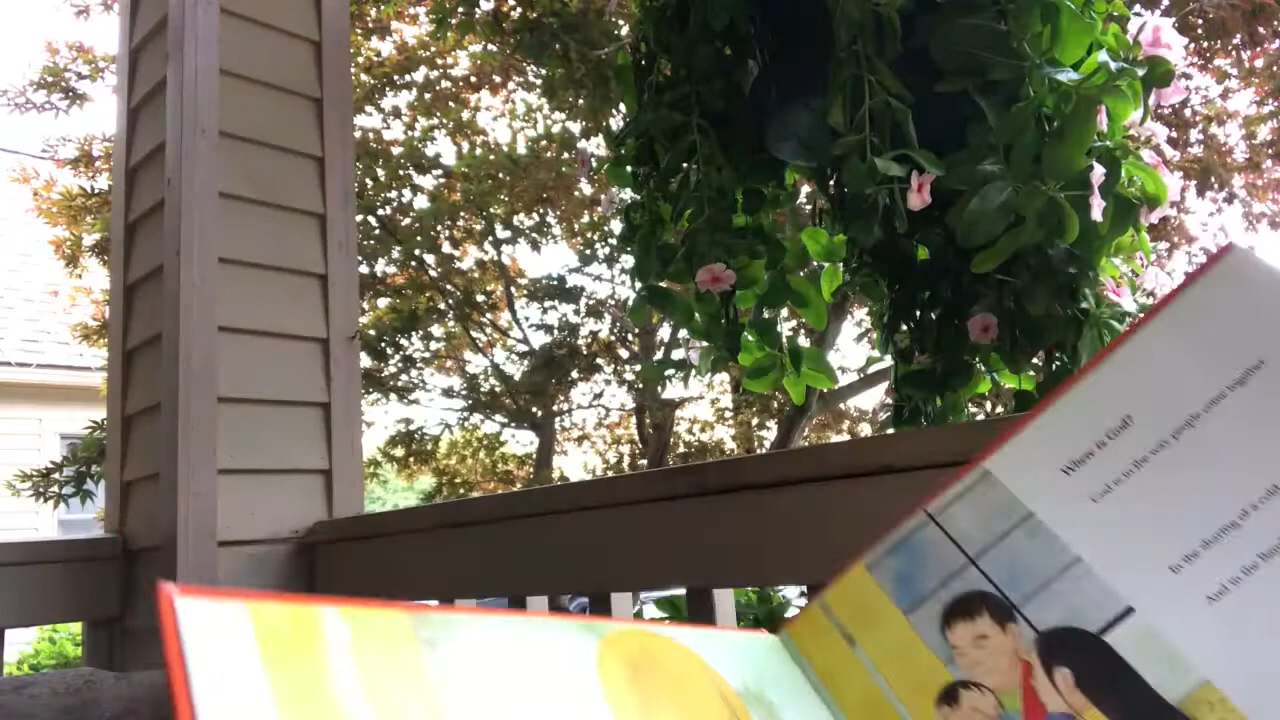 Where is God?
God is in the way people come together
In the sharing of a cold
And in the